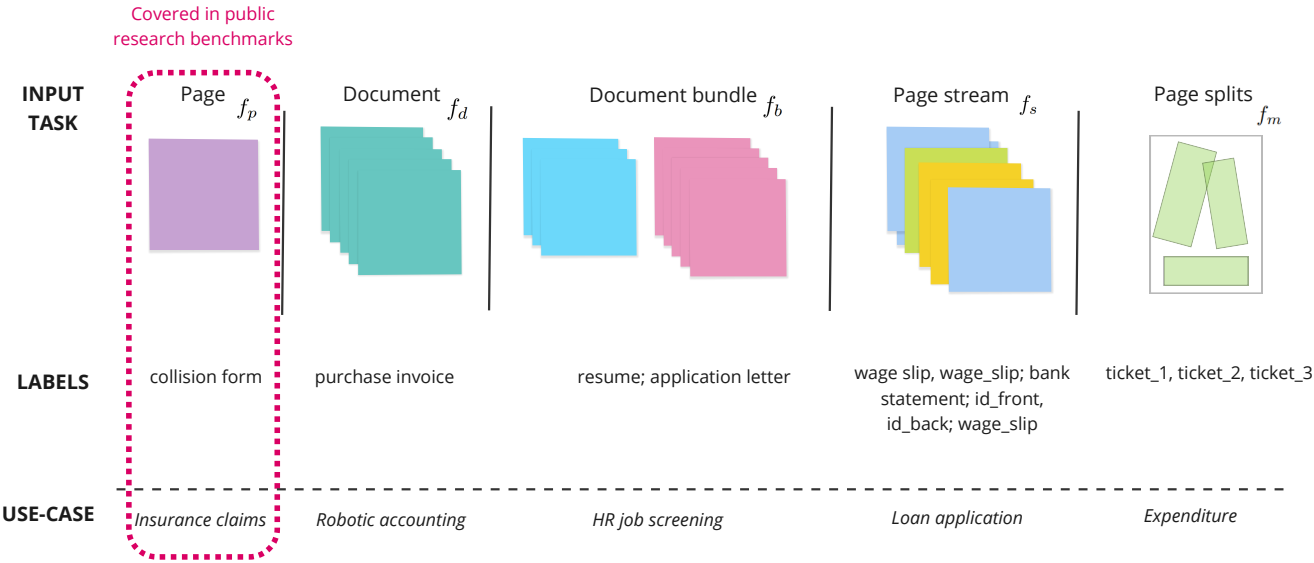 Covered in public
research benchmarks
INPUT
TASK
Page f_p
Document f_d
Document bundle f_b
Page stream f_s
Page splits f_m
LABELS
collision form
purchase invoice
resume; application letter
wage slip, wage_slip; bank
statement; id_front,
id_back; wage_slip
ticket_1, ticket_2, ticket_3
USE-CASE
Insurance claims
Robotic accounting
HR job screening
Loan application
Expenditure